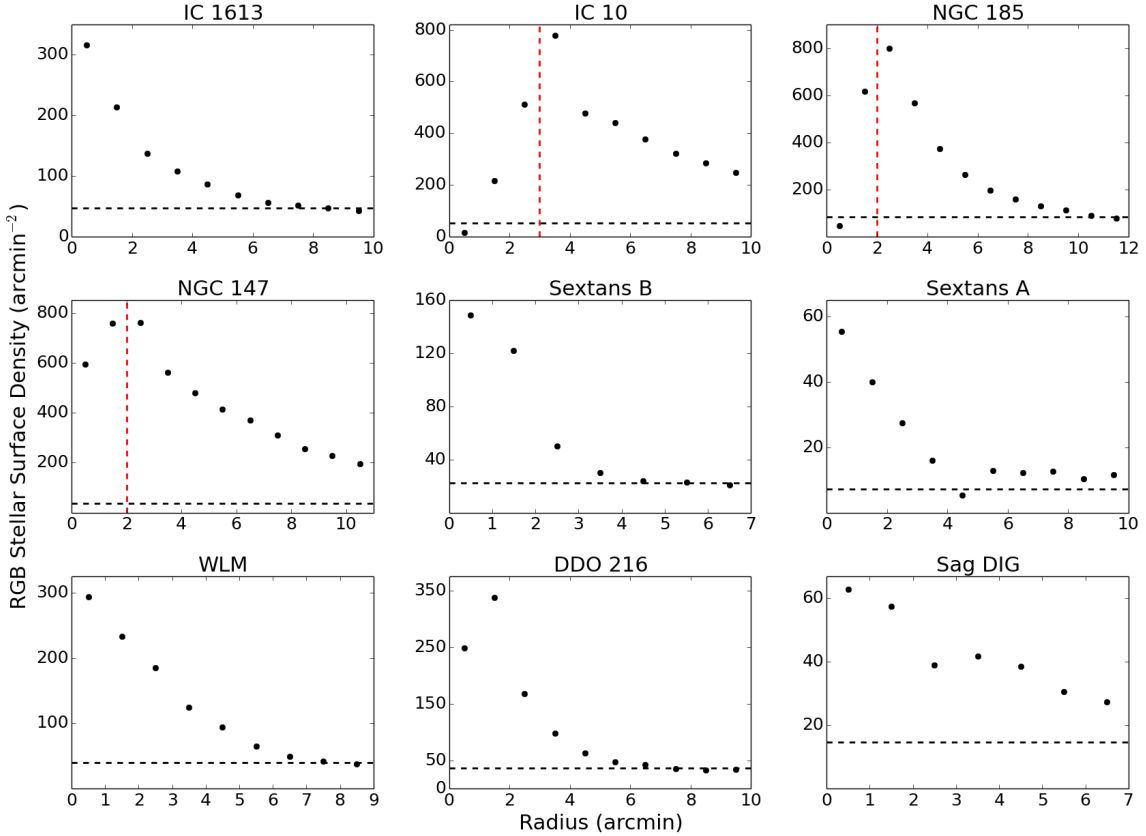 IC 1613
300
200
100
0
0 2 4 6 8 10
IC 10
800
600
400
200
0
0 2 4 6 8 10
NGC 185
800
600
400
200
0 2 4 6 8 10 12
NGC 147
800
600
400
200
0 2 4 6 8 10
Sextans B
160
120
80
40
0
0 1 2 3 4 5 6 7
Sextans A
60
40
20
0
0 2 4 6 8 10
WLM
300
200
100
0 1 2 3 4 5 6 7 8 9
DDO 216
350
250
150
50
0
0 2 4 6 8 10
Sag DIG
60
40
20
0 1 2 3 4 5 6 7
RGB Stellar Surface Density (arcmin⁻²)
Radius (arcmin)